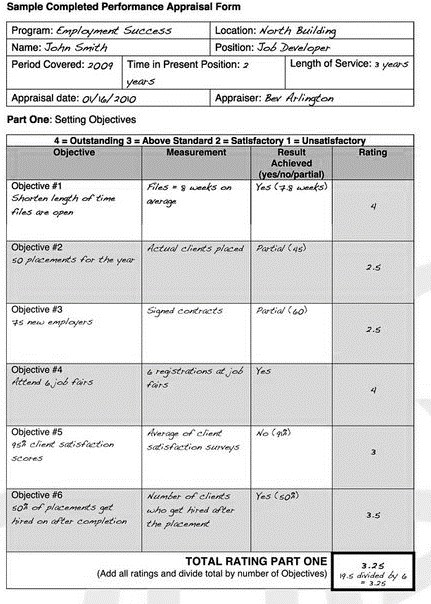 Sample Completed Performance Appraisal Form
Program: Employment Success Location: North Building
Name: John Smith Position: Job Developer
Period Covered: 2009 Time in Present Position: 2 years Length of Service: 3 years
Appraisal date: 01/16/2010 Appraiser: Bev Arlington
Part One: Setting Objectives
4 = Outstanding 3 = Above Standard 2 = Satisfactory 1 = Unsatisfactory
Objective Measurement Result Achieved (yes/no/partial) Rating
Objective #1 Shorten length of time files are open Files = 8 weeks on average Yes (7.8 weeks) 4
Objective #2 50 placements for the year Actual clients placed Partial (45) 2.5
Objective #3 75 new employers Signed contracts Partial (60) 2.5
Objective #4 Attend 6 job fairs 6 registrations at job fairs Yes 4
Objective #5 95% client satisfaction scores Average of client satisfaction surveys No 3
Objective #6 50% of placements get hired on after completion Number of clients who get hired after the placement Yes (50%) 3.5
TOTAL RATING PART ONE 3.25
(Add all ratings and divide total by number of Objectives) 19.5 divided by 6
= 3.25